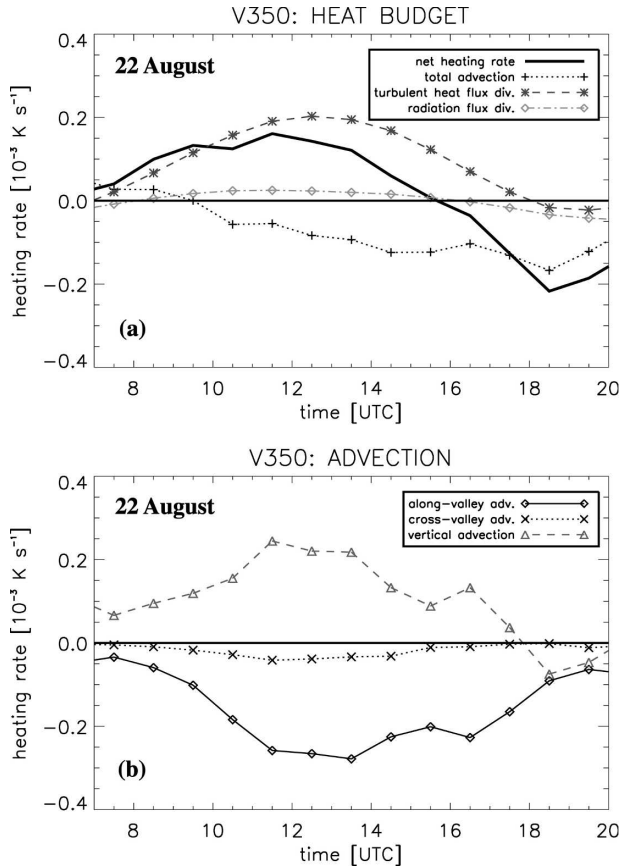 V350: HEAT BUDGET
0.4
22 August
net heating rate
total advection
turbulent heat flux div.
radiation flux div.
0.2
0.0
-0.2
-0.4
heating rate [10⁻³ K s⁻¹]
(a)
8 10 12 14 16 18 20
time [UTC]
V350: ADVECTION
0.4
22 August
along-valley adv.
cross-valley adv.
vertical advection
0.2
0.0
-0.2
-0.4
heating rate [10⁻³ K s⁻¹]
(b)
8 10 12 14 16 18 20
time [UTC]